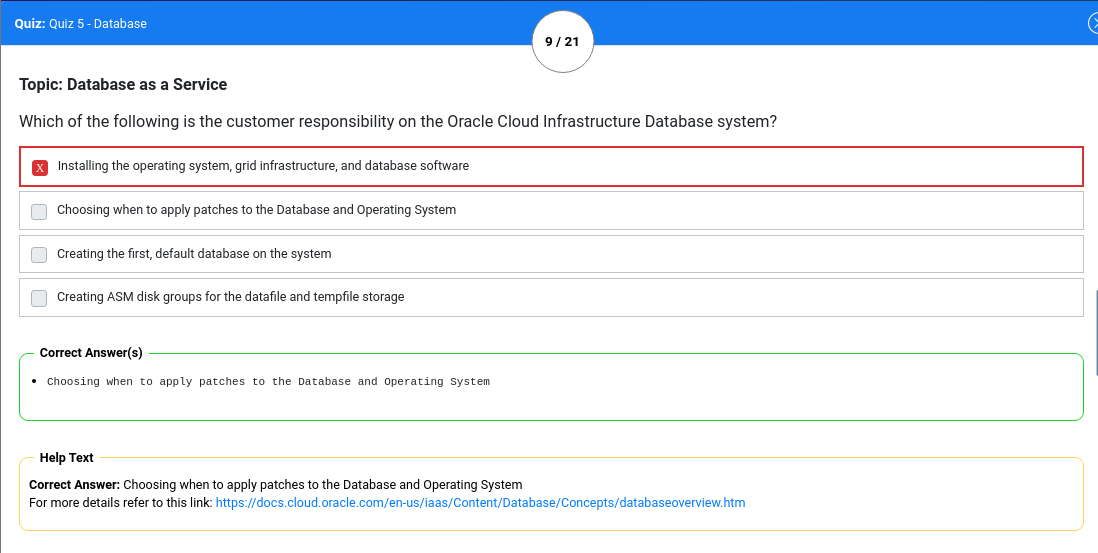 Quiz: Quiz 5 - Database
9 / 21
Topic: Database as a Service
Which of the following is the customer responsibility on the Oracle Cloud Infrastructure Database system?
X Installing the operating system, grid infrastructure, and database software
Choosing when to apply patches to the Database and Operating System
Creating the first, default database on the system
Creating ASM disk groups for the datafile and tempfile storage
Correct Answer(s)
• Choosing when to apply patches to the Database and Operating System
Help Text
Correct Answer: Choosing when to apply patches to the Database and Operating System
For more details refer to this link: https://docs.cloud.oracle.com/en-us/iaas/Content/Database/Concepts/databaseoverview.htm